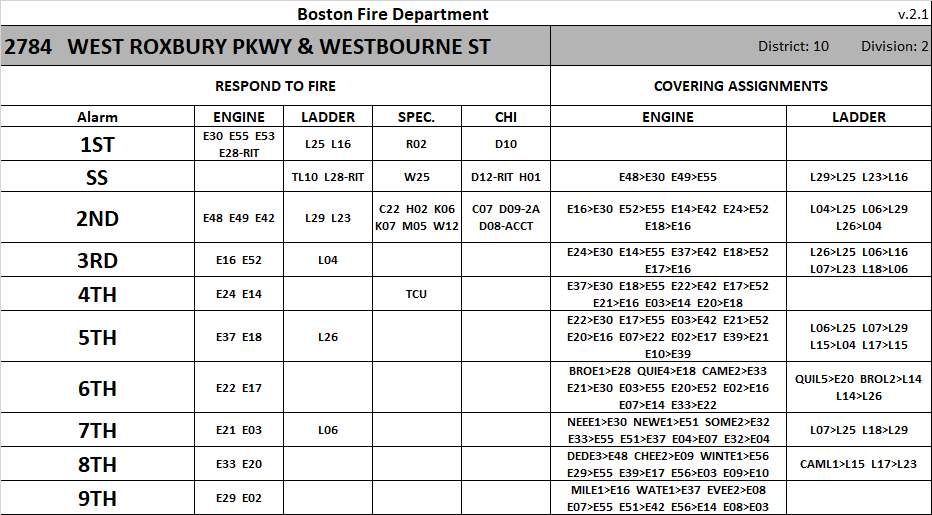 Boston Fire Department v.2.1
2784 WEST ROXBURY PKWY & WESTBOURNE ST District: 10 Division: 2
RESPOND TO FIRE COVERING ASSIGNMENTS
Alarm ENGINE LADDER SPEC. CHI ENGINE LADDER
1ST
E30 E55 E53
E28-RIT
L25 L16
R02
D10
SS
TL10 L28-RIT
W25
D12-RIT H01
E48>E30 E49>E55
L29>L25 L23>L16
2ND
E48 E49 E42
L29 L23
C22 H02 K06
K07 M05 W12
C07 D09-2A
D08-ACCT
E16>E30 E52>E55 E14>E42 E24>E52
E18>E16
L04>L25 L06>L29
L26>L04
3RD
E16 E52
L04
E24>E30 E14>E55 E37>E42 E18>E52
E17>E16
L26>L25 L06>L16
L07>L23 L18>L06
4TH
E24 E14
TCU
E37>E30 E18>E55 E22>E42 E17>E52
E21>E16 E03>E14 E20>E18
5TH
E37 E18
L26
E22>E30 E17>E55 E03>E42 E21>E52
E20>E16 E07>E22 E02>E17 E39>E21
E10>E39
L06>L25 L07>L29
L15>L04 L17>L15
6TH
E22 E17
BROE1>E28 QUIE4>E18 CAME2>E33
E21>E30 E03>E55 E20>E52 E02>E16
E07>E14 E33>E22
QUIL5>E20 BROL2>L14
L14>L26
7TH
E21 E03
L06
NEEE1>E30 NEWE1>E51 SOME2>E32
E33>E55 E51>E37 E04>E07 E32>E04
L07>L25 L18>L29
8TH
E33 E20
DEDE3>E48 CHEE2>E09 WINTE1>E56
E29>E55 E39>E17 E56>E03 E09>E10
CAML1>L15 L17>L23
9TH
E29 E02
MILE1>E16 WATE1>E37 EVEE2>E08
E07>E55 E51>E42 E56>E14 E08>E03